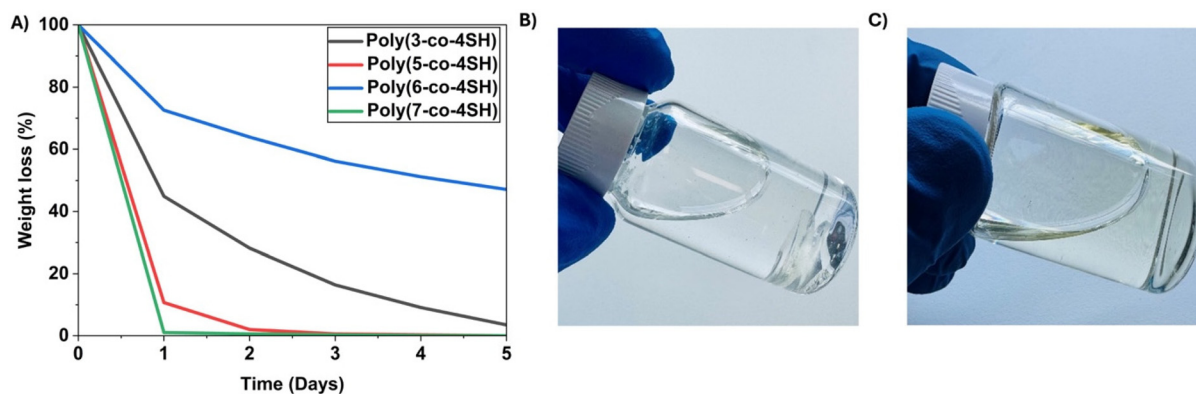 A)
Weight loss (%)
100
80
60
40
20
0
Poly(3-co-4SH)
Poly(5-co-4SH)
Poly(6-co-4SH)
Poly(7-co-4SH)
0 1 2 3 4 5
Time (Days)
B)
C)